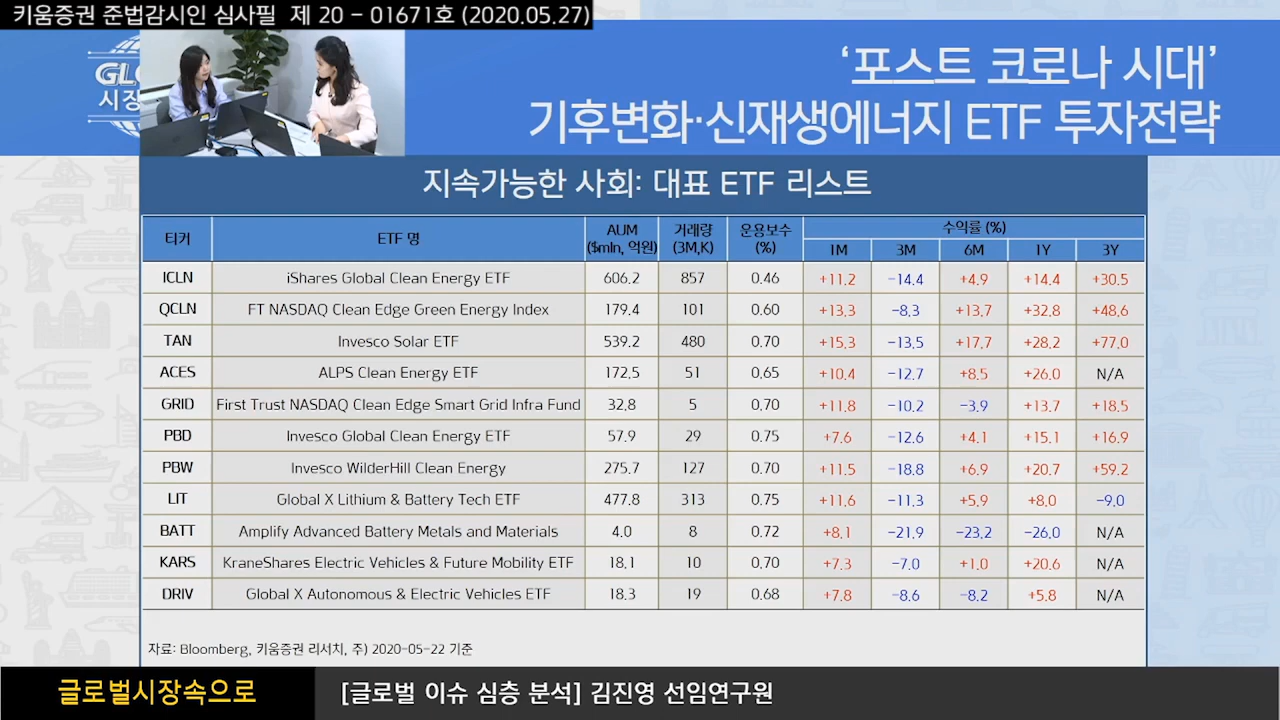 키움증권 준법감시인 심사필 제 20 - 01671호 (2020.05.27)
‘포스트 코로나 시대’
기후변화·신재생에너지 ETF 투자전략
지속가능한 사회: 대표 ETF 리스트
티커 ETF 명 AUM ($mln, 억원) 거래량 (3M,K) 운용보수 (%) 수익률 (%)
1M 3M 6M 1Y 3Y
ICLN iShares Global Clean Energy ETF 606.2 857 0.46 +11.2 -14.4 +4.9 +14.4 +30.5
QCLN FT NASDAQ Clean Edge Green Energy Index 179.4 101 0.60 +13.3 -8.3 +13.7 +32.8 +48.6
TAN Invesco Solar ETF 539.2 480 0.70 +15.3 -13.5 +17.7 +28.2 +77.0
ACES ALPS Clean Energy ETF 172.5 51 0.65 +10.4 -12.7 +8.5 +26.0 N/A
GRID First Trust NASDAQ Clean Edge Smart Grid Infra Fund 32.8 5 0.70 +11.8 -10.2 -3.9 +13.7 +18.5
PBD Invesco Global Clean Energy ETF 57.9 29 0.75 +7.6 -12.6 +4.1 +15.1 +16.9
PBW Invesco WilderHill Clean Energy 275.7 127 0.70 +11.5 -18.8 +6.9 +20.7 +59.2
LIT Global X Lithium & Battery Tech ETF 477.8 313 0.75 +11.6 -11.3 +5.9 +8.0 -9.0
BATT Amplify Advanced Battery Metals and Materials 4.0 8 0.72 +8.1 -21.9 -23.2 -26.0 N/A
KARS KraneShares Electric Vehicles & Future Mobility ETF 18.1 10 0.70 +7.3 -7.0 +1.0 +20.6 N/A
DRIV Global X Autonomous & Electric Vehicles ETF 18.3 19 0.68 +7.8 -8.6 -8.2 +5.8 N/A
자료: Bloomberg, 키움증권 리서치, 주) 2020-05-22 기준
글로벌시장속으로 [글로벌 이슈 심층 분석] 김진영 선임연구원